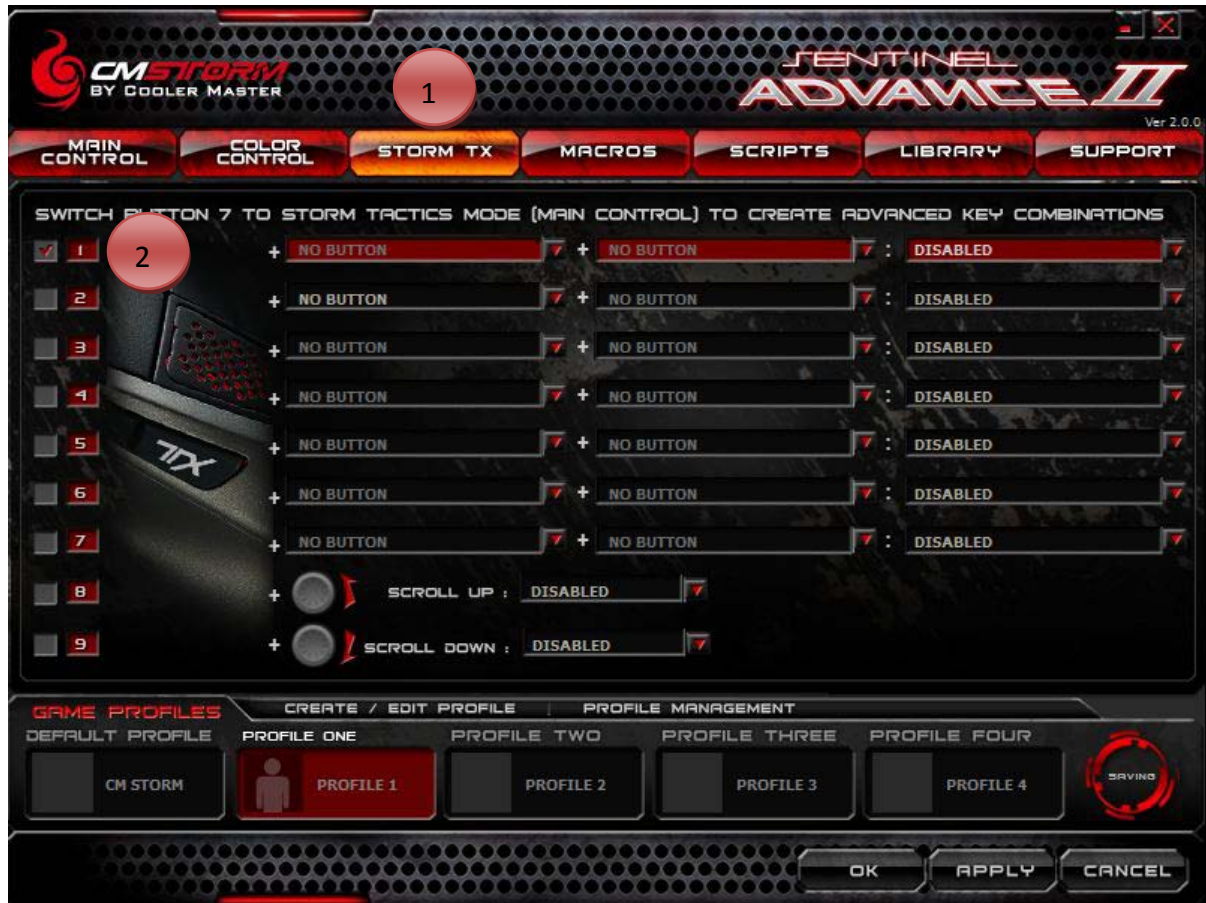 CMSTORM
BY COOLER MASTER
1
SENTINEL
ADVANCE II
Ver 2.0.0
MAIN CONTROL
COLOR CONTROL
STORM TX
MACROS
SCRIPTS
LIBRARY
SUPPORT
SWITCH BUTTON 7 TO STORM TACTICS MODE (MAIN CONTROL) TO CREATE ADVANCED KEY COMBINATIONS
1 2 + NO BUTTON + NO BUTTON : DISABLED
2 + NO BUTTON + NO BUTTON : DISABLED
3 + NO BUTTON + NO BUTTON : DISABLED
4 + NO BUTTON + NO BUTTON : DISABLED
5 + NO BUTTON + NO BUTTON : DISABLED
TX
6 + NO BUTTON + NO BUTTON : DISABLED
7 + NO BUTTON + NO BUTTON : DISABLED
8 + SCROLL UP : DISABLED
9 + SCROLL DOWN : DISABLED
GAME PROFILES
CREATE / EDIT PROFILE | PROFILE MANAGEMENT
DEFAULT PROFILE
PROFILE ONE
PROFILE TWO
PROFILE THREE
PROFILE FOUR
CM STORM
PROFILE 1
PROFILE 2
PROFILE 3
PROFILE 4
SAVING
OK
APPLY
CANCEL